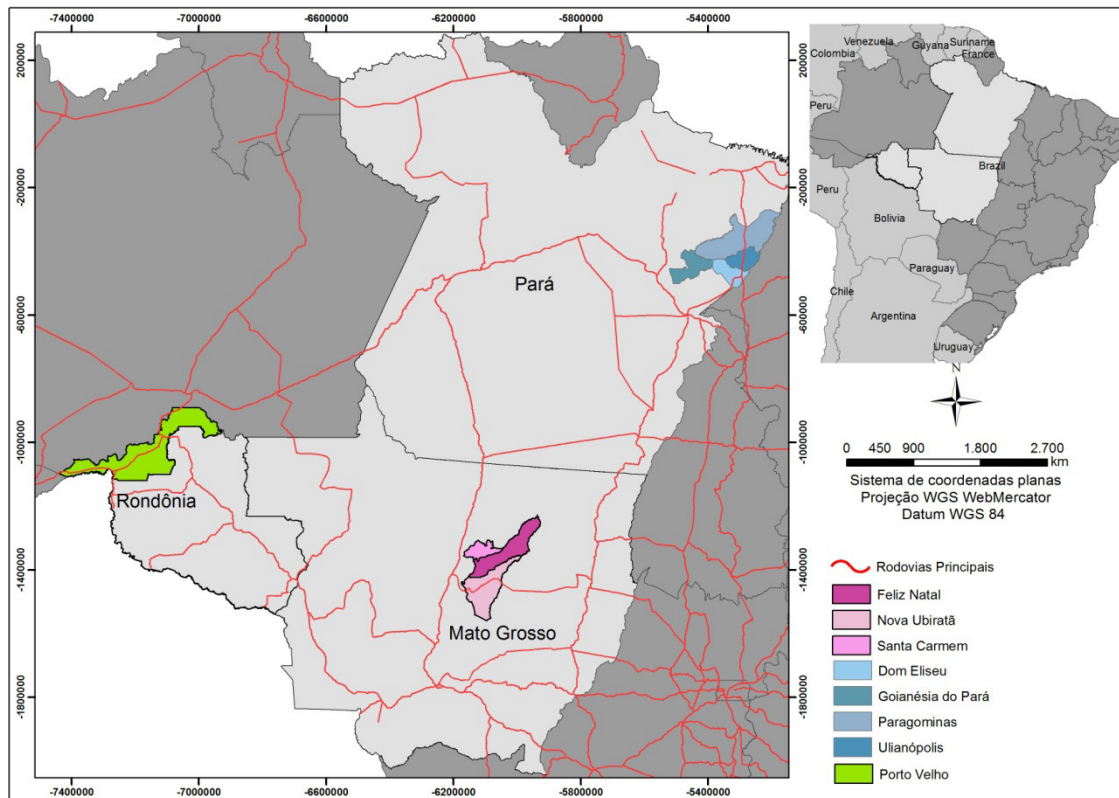 -7400000 -7000000 -6600000 -6200000 -5800000 -5400000
200000
-200000
-600000
-1000000
-1400000
-1800000
Pará
Rondônia
Mato Grosso
200000
-200000
-600000
-1000000
-1400000
-1800000
-7400000 -7000000 -6600000 -6200000 -5800000 -5400000
Venezuela
Guyana
Suriname
Colombia
France
Peru
Brazil
Peru
Bolivia
Paraguay
Chile
Argentina
Uruguay
N
0 450 900 1.800 2.700
km
Sistema de coordenadas planas
Projeção WGS WebMercator
Datum WGS 84
Rodovias Principais
Feliz Natal
Nova Ubiratã
Santa Carmem
Dom Eliseu
Goianésia do Pará
Paragominas
Ulianópolis
Porto Velho